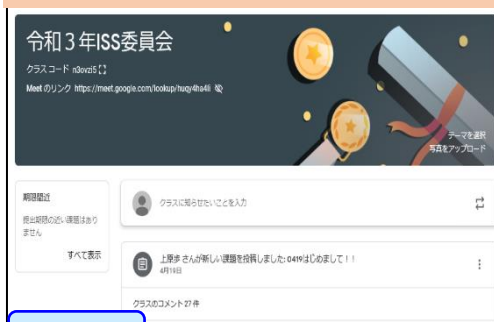 令和３年ISS委員会
クラス コード n3ovzi5
Meet のリンク https://meet.google.com/lookup/huqy4ha4li
テーマを選択
写真をアップロード
期限間近
提出期限の近い課題はあり
ません
すべて表示
クラスに知らせたいことを入力
上原歩 さんが新しい課題を投稿しました: 0419はじめまして！！
4月19日
クラスのコメント 27 件